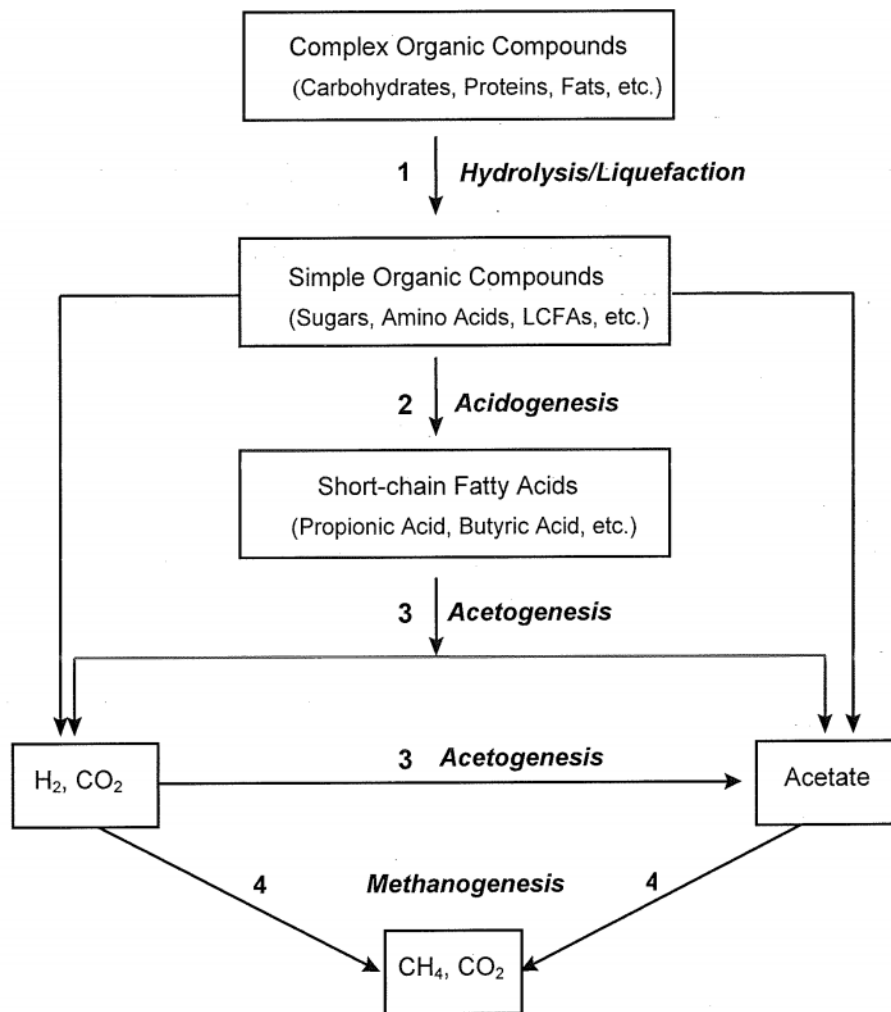 Complex Organic Compounds
(Carbohydrates, Proteins, Fats, etc.)
1 Hydrolysis/Liquefaction
Simple Organic Compounds
(Sugars, Amino Acids, LCFAs, etc.)
2 Acidogenesis
Short-chain Fatty Acids
(Propionic Acid, Butyric Acid, etc.)
3 Acetogenesis
H₂, CO₂
3 Acetogenesis
Acetate
4 Methanogenesis 4
CH₄, CO₂